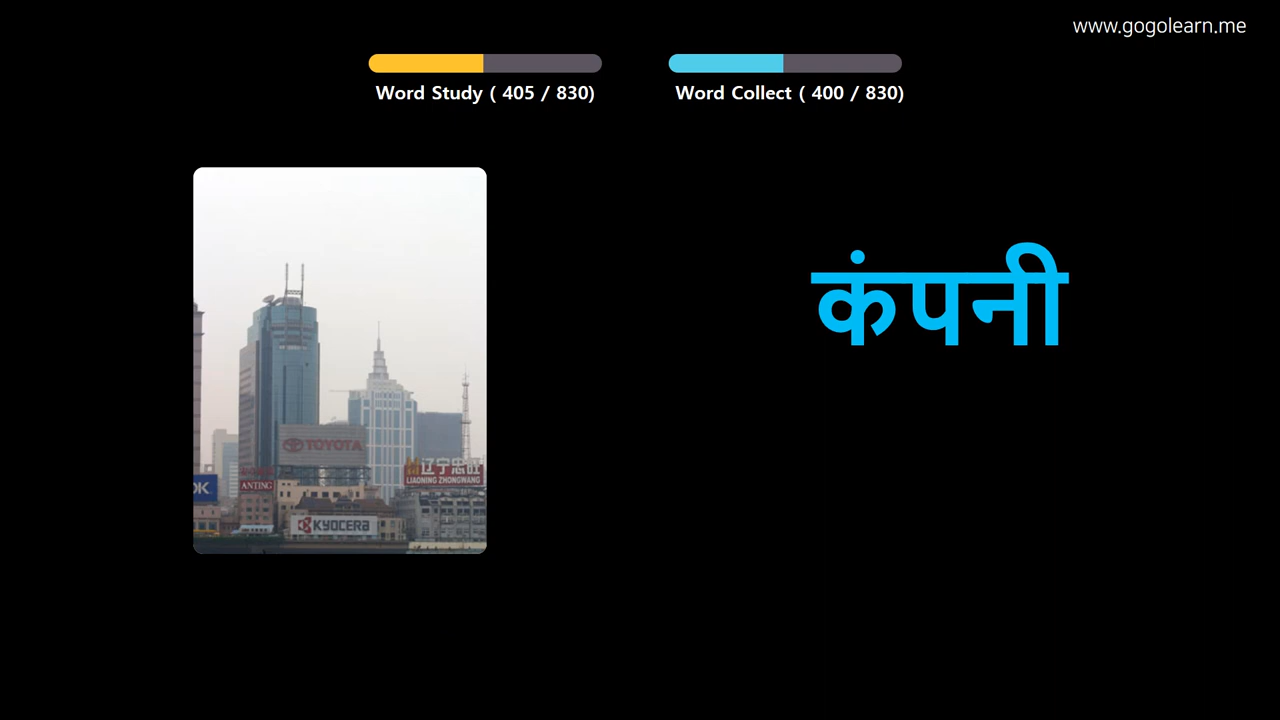 www.gogolearn.me
Word Study ( 405 / 830)
Word Collect ( 400 / 830)
कंपनी
TOYOTA
辽宁忠旺
LIAONING ZHONGWANG
ANTING
OK
KYOCERA